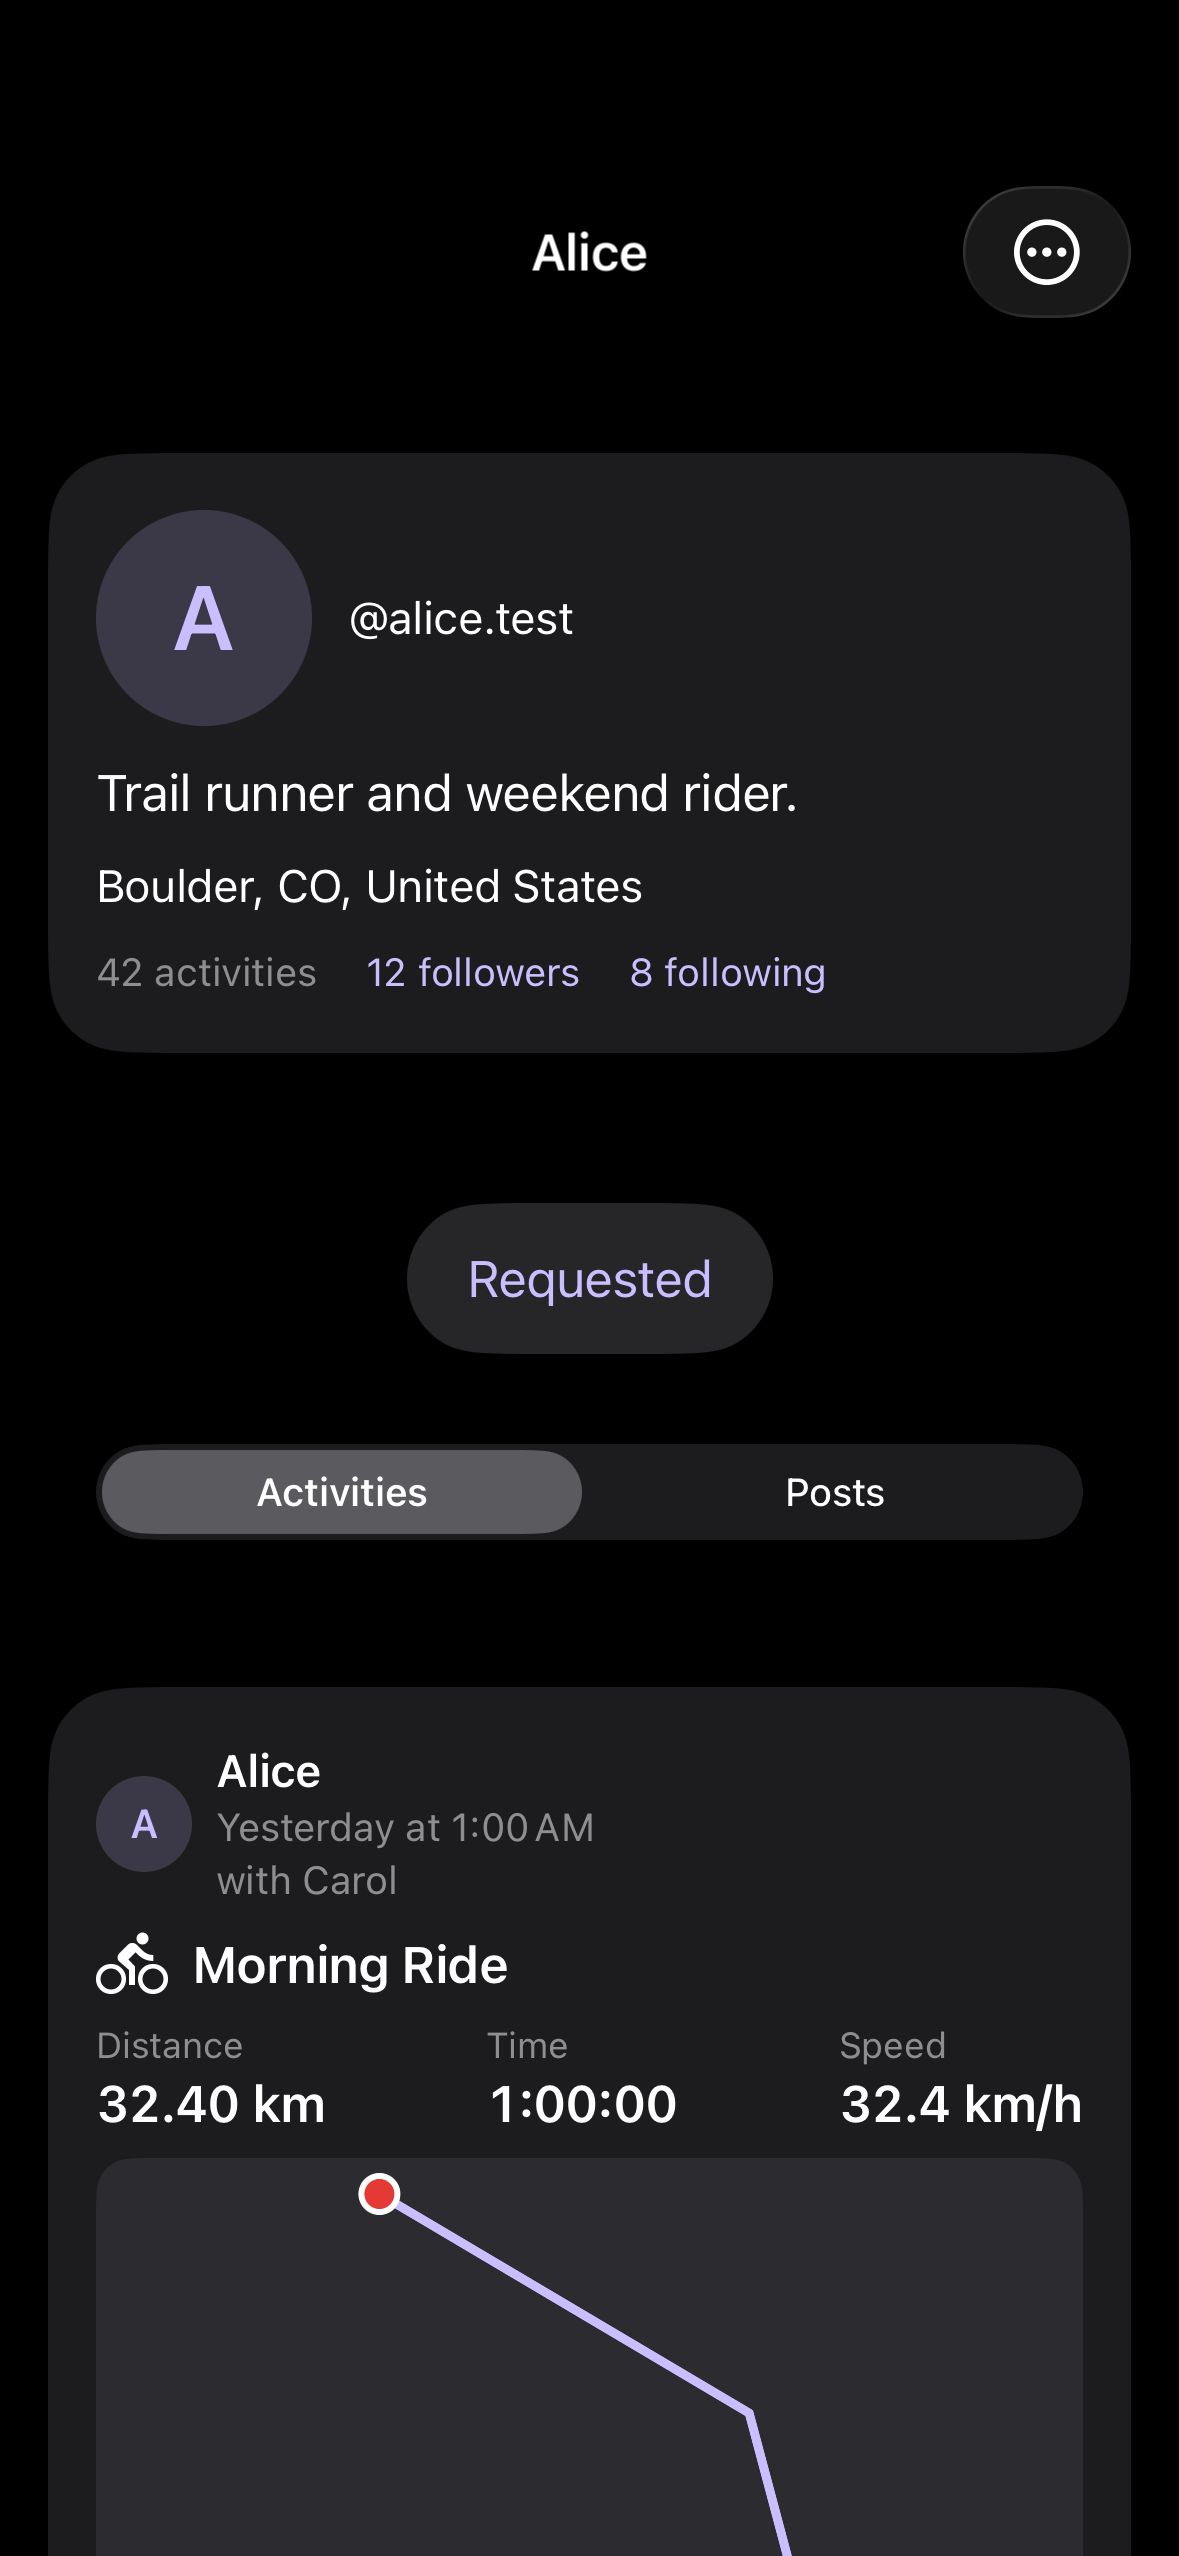 Alice
A
@alice.test
Trail runner and weekend rider.
Boulder, CO, United States
42 activities 12 followers 8 following
Requested
Activities Posts
Alice
A
Yesterday at 1:00 AM
with Carol
Morning Ride
Distance Time Speed
32.40 km 1:00:00 32.4 km/h